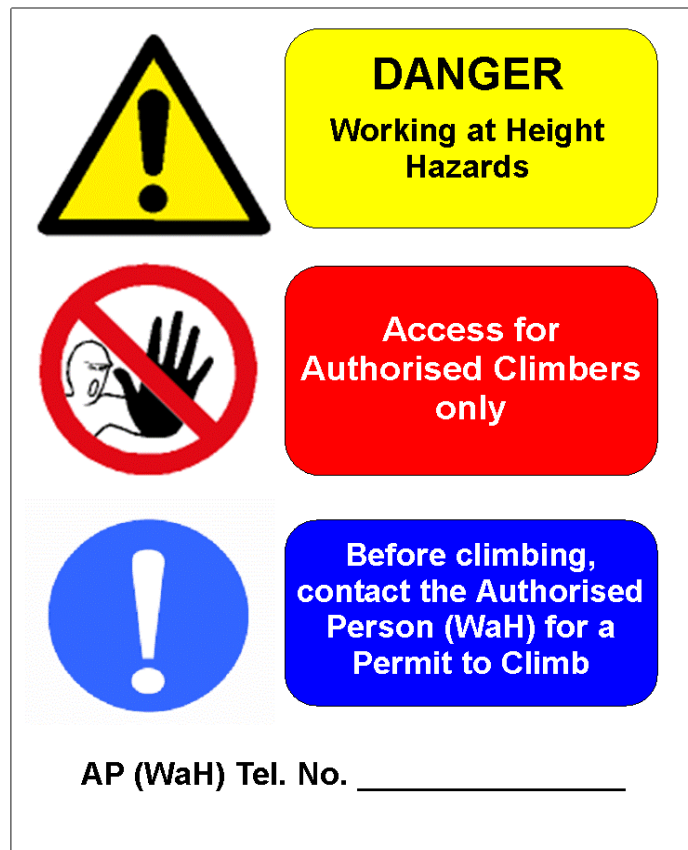 DANGER
Working at Height
Hazards
Access for
Authorised Climbers
only
Before climbing,
contact the Authorised
Person (WaH) for a
Permit to Climb
AP (WaH) Tel. No. _______________